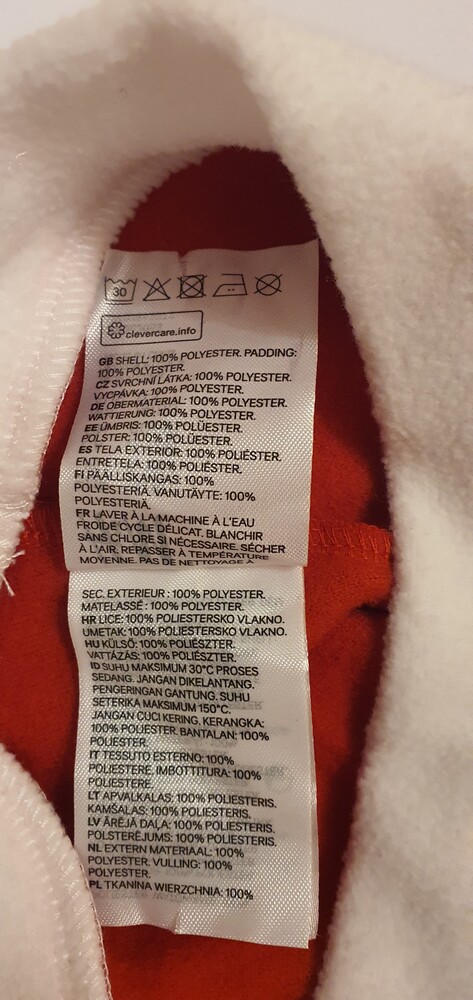 30
clevercare.info
GB SHELL: 100% POLYESTER. PADDING:
100% POLYESTER.
CZ SVRCHNÍ LÁTKA: 100% POLYESTER.
VYCPÁVKA: 100% POLYESTER.
DE OBERMATERIAL: 100% POLYESTER.
WATTIERUNG: 100% POLYESTER.
EE ÜMBRIS: 100% POLÜESTER.
POLSTER: 100% POLÜESTER.
ES TELA EXTERIOR: 100% POLIÉSTER.
ENTRETELA: 100% POLIÉSTER.
FI PÄÄLLISKANGAS: 100%
POLYESTERIÄ. VANUTÄYTE: 100%
POLYESTERIÄ.
FR LAVER À LA MACHINE À L'EAU
FROIDE CYCLE DÉLICAT. BLANCHIR
SANS CHLORE SI NÉCESSAIRE. SÉCHER
À L'AIR. REPASSER À TEMPÉRATURE
MOYENNE. PAS DE NETTOYAGE À
SEC. EXTERIEUR : 100% POLYESTER.
MATELASSÉ : 100% POLYESTER.
HR LICE: 100% POLIESTERSKO VLAKNO.
UMETAK: 100% POLIESTERSKO VLAKNO.
HU KÜLSŐ: 100% POLIÉSZTER.
VATTÁZÁS: 100% POLIÉSZTER.
ID SUHU MAKSIMUM 30°C PROSES
SEDANG. JANGAN DIKELANTANG.
PENGERINGAN GANTUNG. SUHU
SETERIKA MAKSIMUM 150°C.
JANGAN CUCI KERING. KERANGKA:
100% POLIESTER. BANTALAN: 100%
POLIESTER.
IT TESSUTO ESTERNO: 100%
POLIESTERE. IMBOTTITURA: 100%
POLIESTERE.
LT APVALKALAS: 100% POLIESTERIS.
KAMŠALAS: 100% POLIESTERIS.
LV ĀRĒJĀ DAĻA: 100% POLIESTERIS.
POLSTERĒJUMS: 100% POLIESTERIS.
NL EXTERN MATERIAAL: 100%
POLYESTER. VULLING: 100%
POLYESTER.
PL TKANINA WIERZCHNIA: 100%